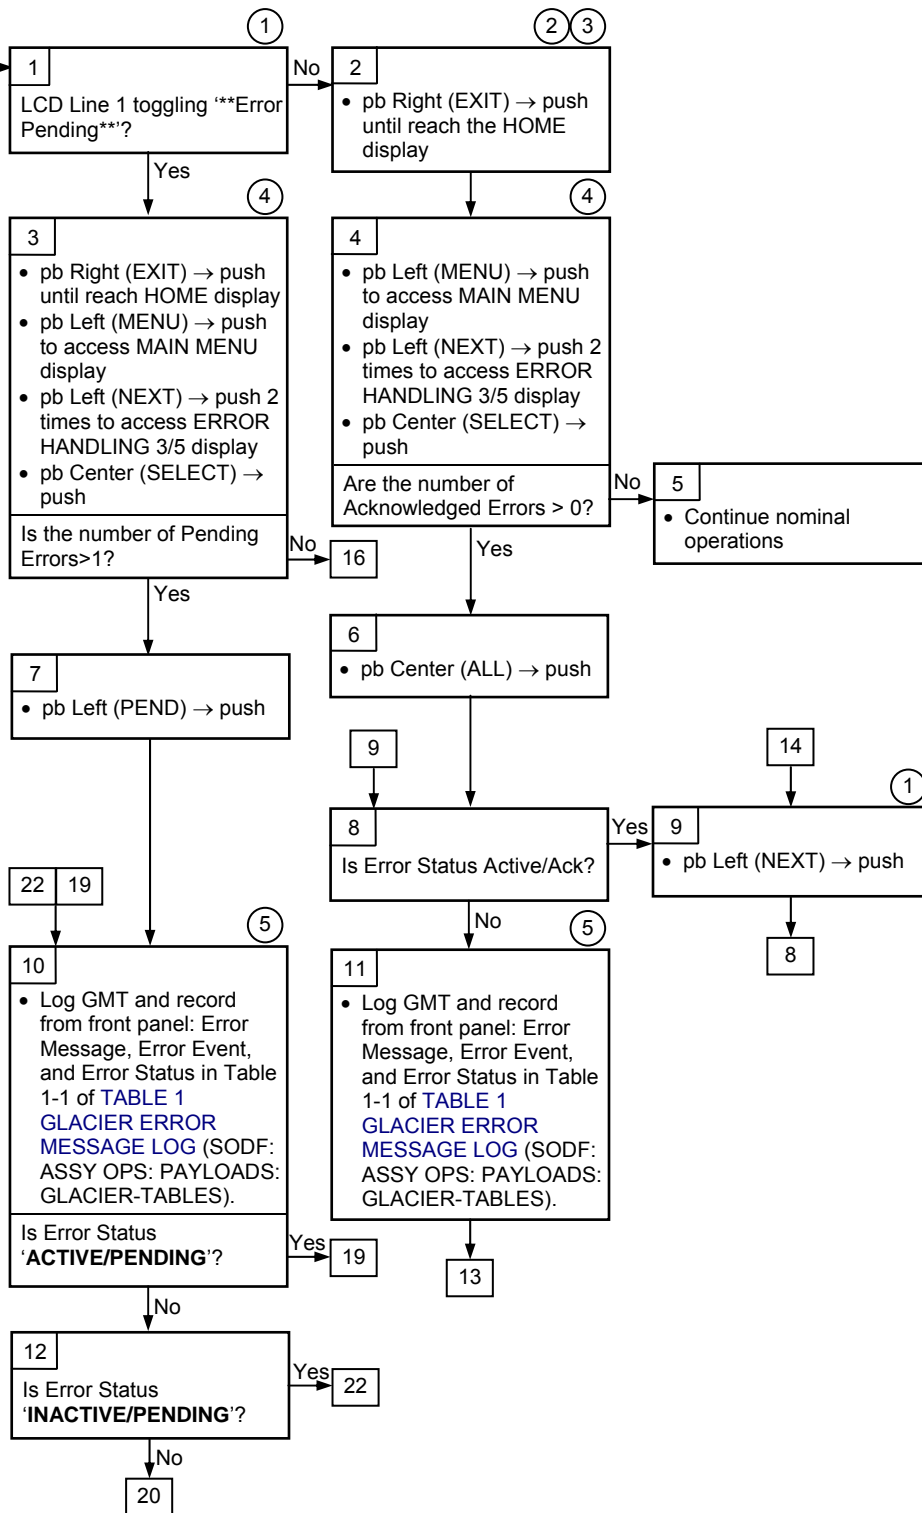 1
2 3
1
LCD Line 1 toggling ‘**Error
Pending**’?
No
Yes
2
• pb Right (EXIT) → push
until reach the HOME
display
4
3
• pb Right (EXIT) → push
until reach HOME display
• pb Left (MENU) → push
to access MAIN MENU
display
• pb Left (NEXT) → push 2
times to access ERROR
HANDLING 3/5 display
• pb Center (SELECT) →
push
Is the number of Pending
Errors>1?
No
16
Yes
4
4
• pb Left (MENU) → push
to access MAIN MENU
display
• pb Left (NEXT) → push 2
times to access ERROR
HANDLING 3/5 display
• pb Center (SELECT) →
push
Are the number of
Acknowledged Errors > 0?
No
Yes
5
• Continue nominal
operations
6
• pb Center (ALL) → push
7
• pb Left (PEND) → push
9
8
Is Error Status Active/Ack?
Yes
No
14
1
9
• pb Left (NEXT) → push
8
22 19
5
10
• Log GMT and record
from front panel: Error
Message, Error Event,
and Error Status in Table
1-1 of TABLE 1
GLACIER ERROR
MESSAGE LOG (SODF:
ASSY OPS: PAYLOADS:
GLACIER-TABLES).
Is Error Status
‘ACTIVE/PENDING’?
Yes
19
No
5
11
• Log GMT and record
from front panel: Error
Message, Error Event,
and Error Status in Table
1-1 of TABLE 1
GLACIER ERROR
MESSAGE LOG (SODF:
ASSY OPS: PAYLOADS:
GLACIER-TABLES).
13
12
Is Error Status
‘INACTIVE/PENDING’?
Yes
22
No
20